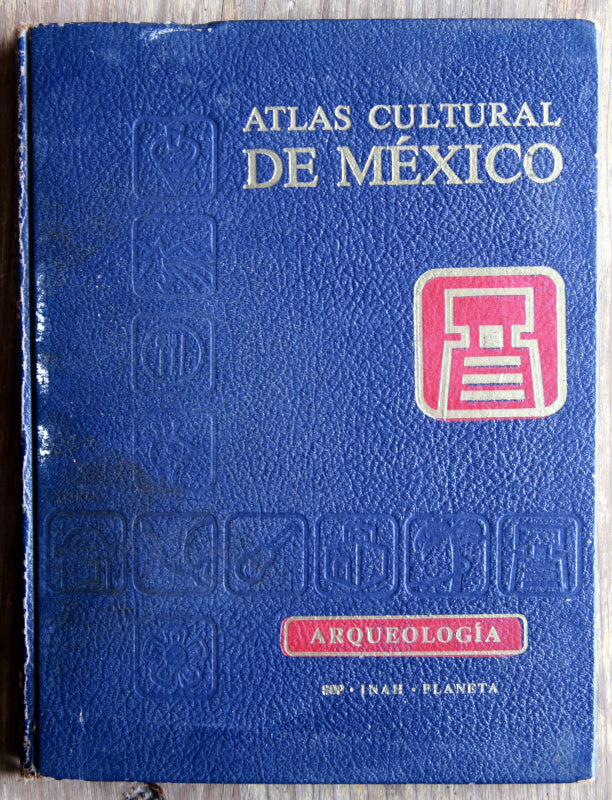 ATLAS CULTURAL
DE MÉXICO
ARQUEOLOGÍA
SEP · INAH · PLANETA